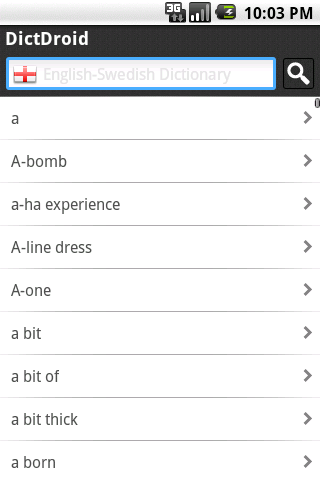 3G 10:03 PM
DictDroid
English-Swedish Dictionary
a
A-bomb
a-ha experience
A-line dress
A-one
a bit
a bit of
a bit thick
a born